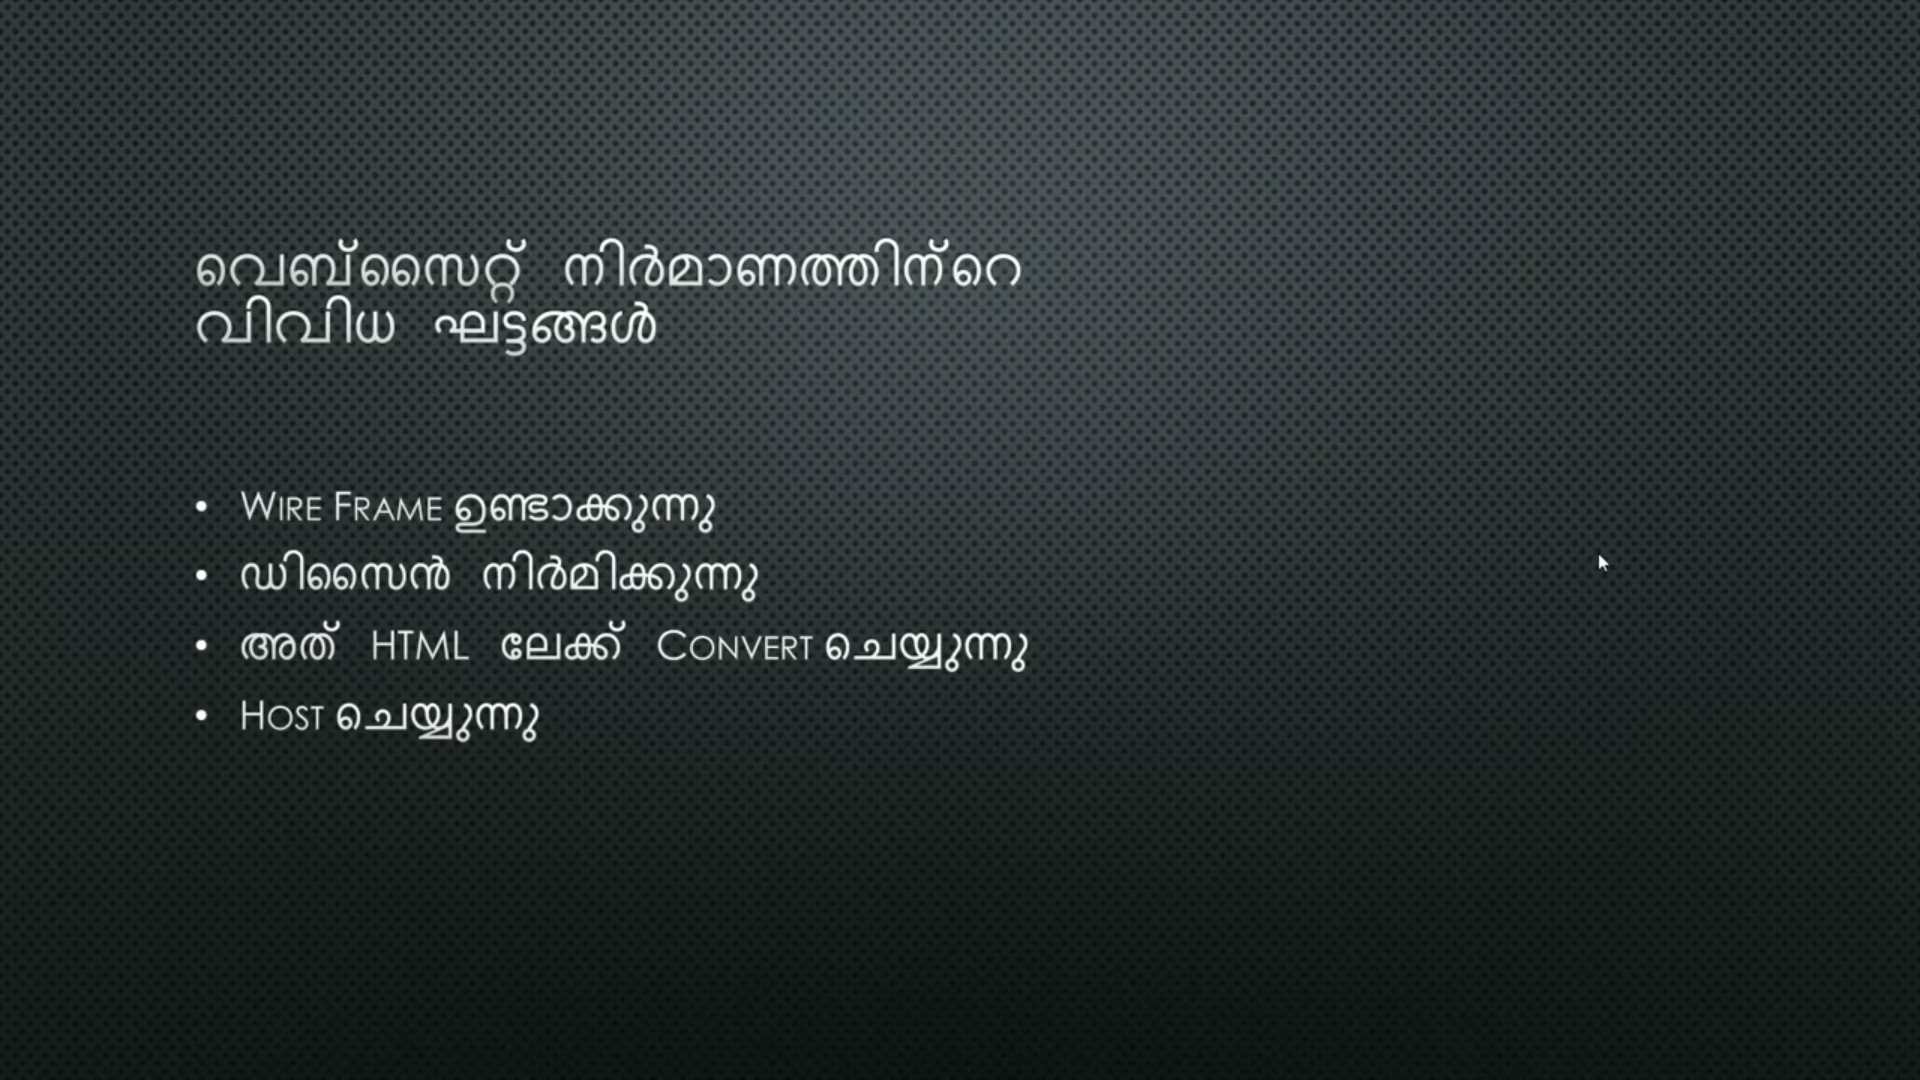 വെബ്സൈറ്റ് നിർമാണത്തിന്റെ
വിവിധ ഘട്ടങ്ങൾ
• Wire Frame ഉണ്ടാക്കുന്നു
• ഡിസൈൻ നിർമിക്കുന്നു
• അത് HTML ലേക്ക് Convert ചെയ്യുന്നു
• Host ചെയ്യുന്നു